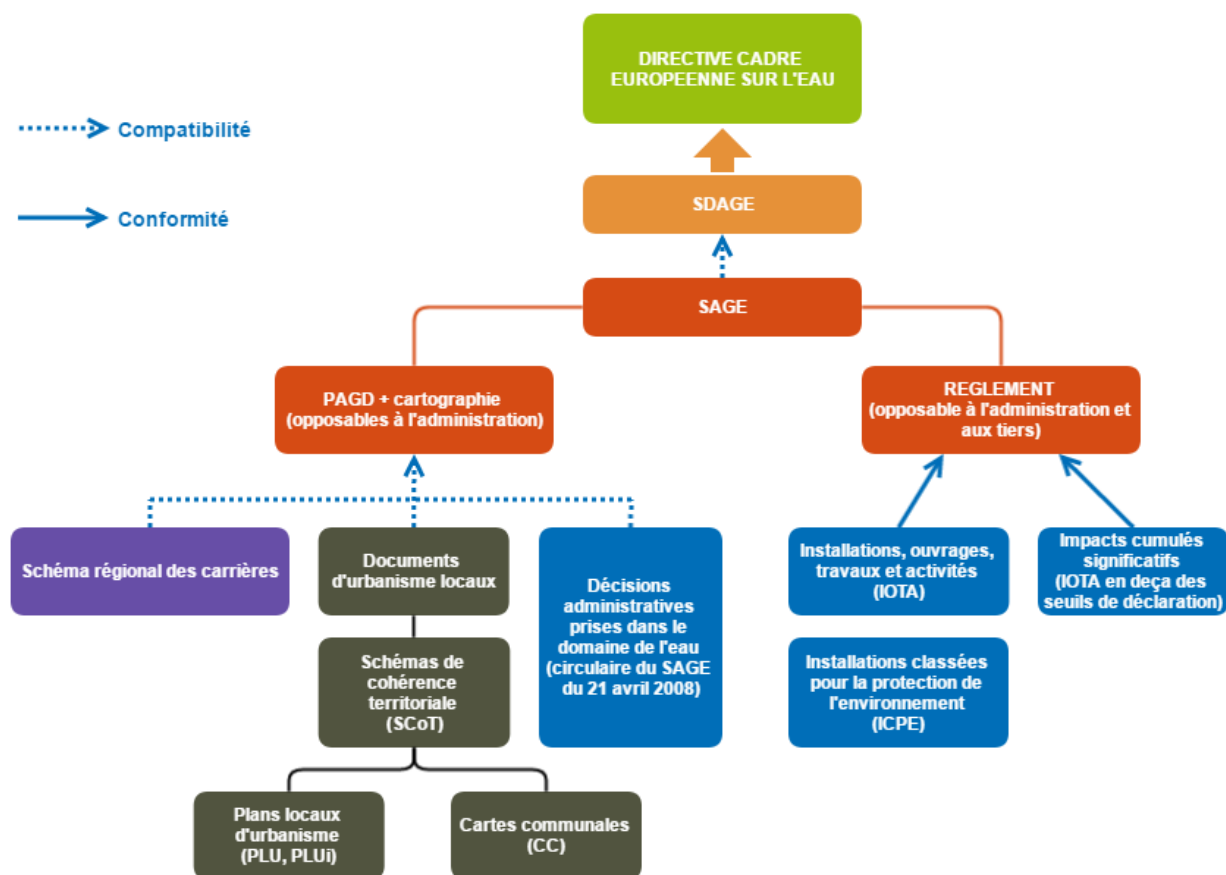 DIRECTIVE CADRE
EUROPEENNE SUR L'EAU
Compatibilité
SDAGE
Conformité
SAGE
PAGD + cartographie
(opposables à l'administration)
REGLEMENT
(opposable à l'administration et
aux tiers)
Schéma régional des carrières
Documents
d'urbanisme locaux
Décisions
administratives
prises dans le
domaine de l'eau
(circulaire du SAGE
du 21 avril 2008)
Installations, ouvrages,
travaux et activités
(IOTA)
Impacts cumulés
significatifs
(IOTA en deça des
seuils de déclaration)
Schémas de
cohérence
territoriale
(SCoT)
Installations classées
pour la protection de
l'environnement
(ICPE)
Plans locaux
d'urbanisme
(PLU, PLUi)
Cartes communales
(CC)